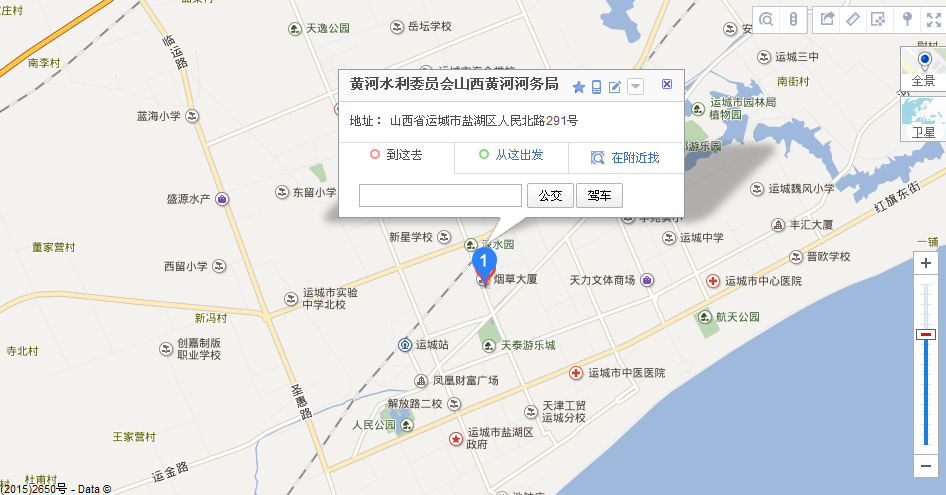 天逸公园
岳坛学校
南李村
临运路
运城三中
南街村
全景
黄河水利委员会山西黄河河务局
蓝海小学
运城市园林局
植物园
地址： 山西省运城市盐湖区人民北路291号
卫星
到这去
从这出发
在附近找
东留小学
盛源水产
公交
驾车
运城魏风小学
红旗东街
丰汇大厦
新星学校
运城中学
董家营村
一铺
晋欧学校
西留小学
烟草大厦
1
天力文体商场
运城市中心医院
运城市实验
中学北校
新冯村
航天公园
创嘉制版
职业学校
运城站
天泰游乐城
寺北村
凤凰财富广场
运城市中医医院
圣惠路
解放路二校
天津工贸
运城分校
人民公园
王家营村
运城市盐湖区
政府
运金路
杜甫村
(2015)2650号 - Data ©